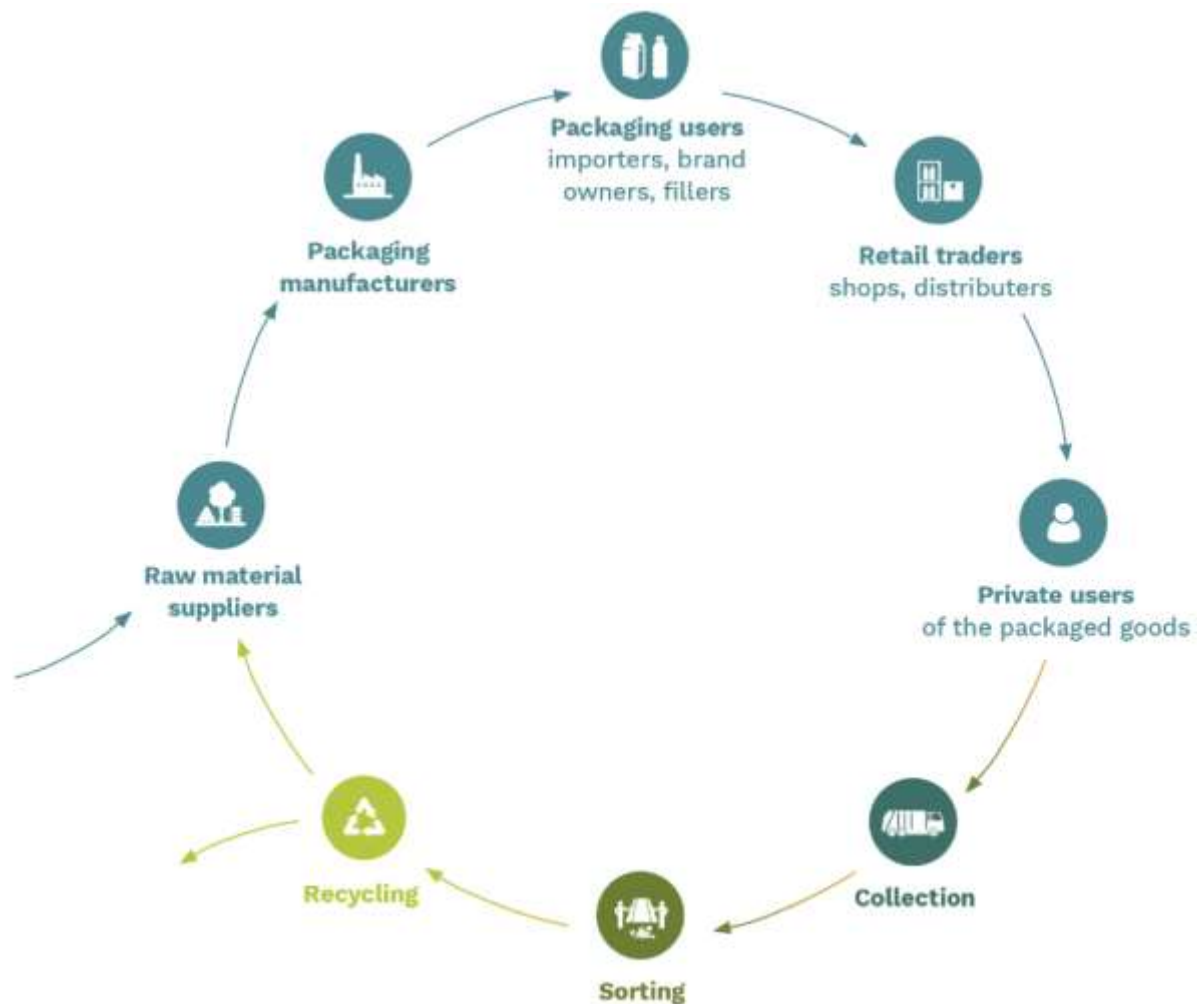 Packaging users
importers, brand
owners, fillers
Retail traders
shops, distributers
Private users
of the packaged goods
Collection
Sorting
Recycling
Raw material
suppliers
Packaging
manufacturers